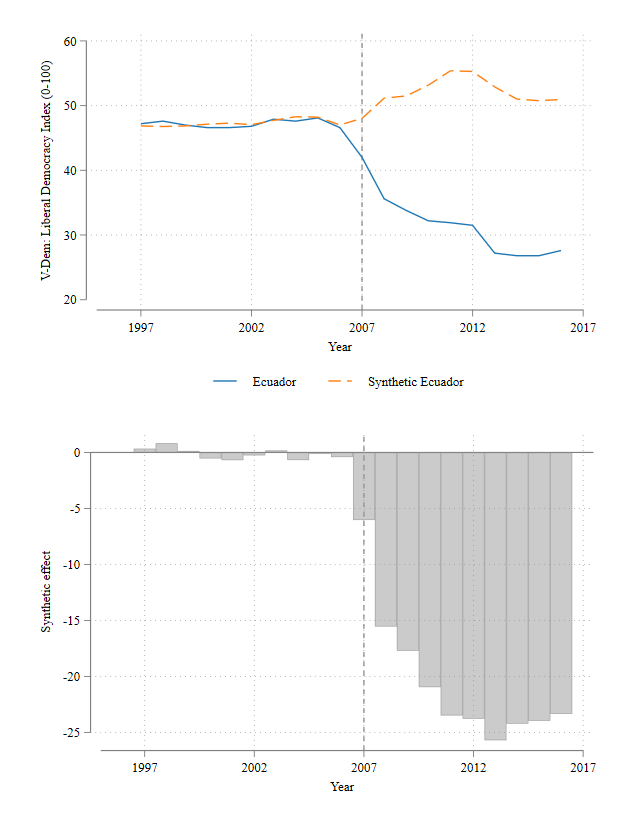 V-Dem: Liberal Democracy Index (0-100)
60
50
40
30
20
1997 2002 2007 2012 2017
Year
Ecuador Synthetic Ecuador
Synthetic effect
0
-5
-10
-15
-20
-25
1997 2002 2007 2012 2017
Year